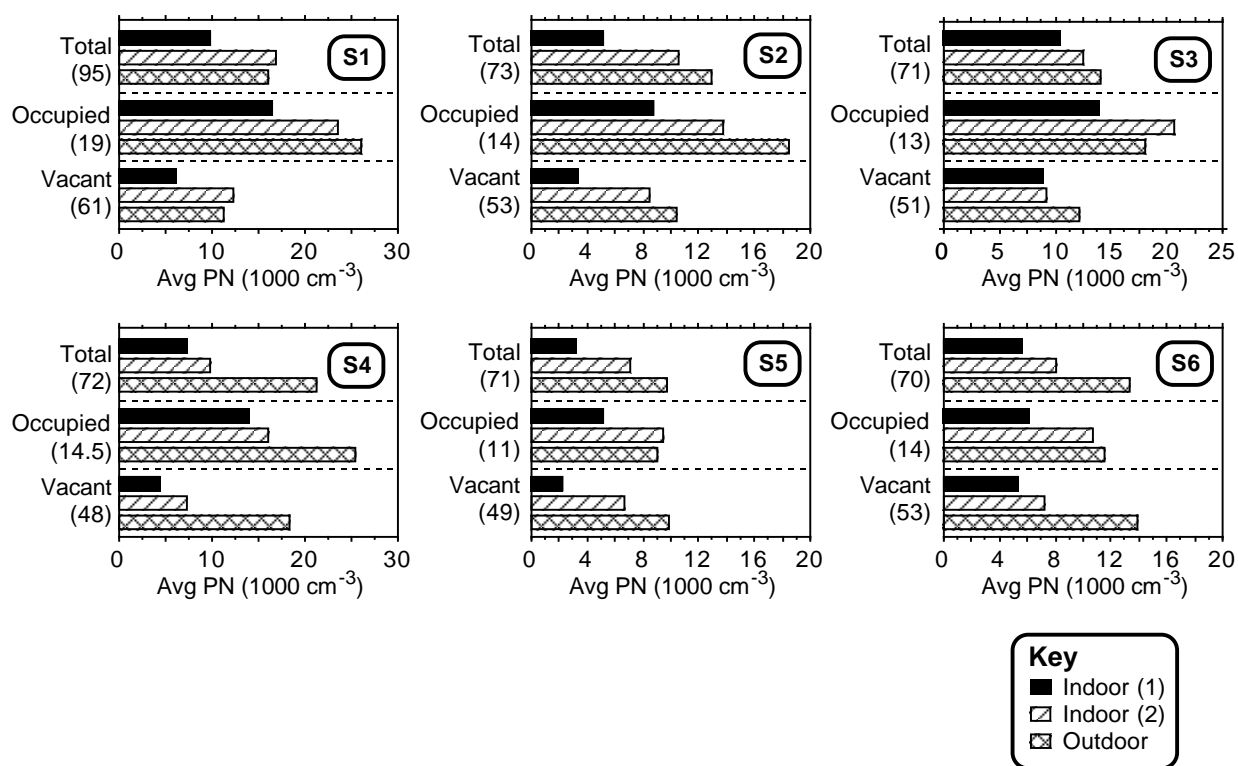 Total
(95)
Occupied
(19)
Vacant
(61)
S1
0 10 20 30
Avg PN (1000 cm⁻³)
Total
(73)
Occupied
(14)
Vacant
(53)
S2
0 4 8 12 16 20
Avg PN (1000 cm⁻³)
Total
(71)
Occupied
(13)
Vacant
(51)
S3
0 5 10 15 20 25
Avg PN (1000 cm⁻³)
Total
(72)
Occupied
(14.5)
Vacant
(48)
S4
0 10 20 30
Avg PN (1000 cm⁻³)
Total
(71)
Occupied
(11)
Vacant
(49)
S5
0 4 8 12 16 20
Avg PN (1000 cm⁻³)
Total
(70)
Occupied
(14)
Vacant
(53)
S6
0 4 8 12 16 20
Avg PN (1000 cm⁻³)
Key
Indoor (1)
Indoor (2)
Outdoor